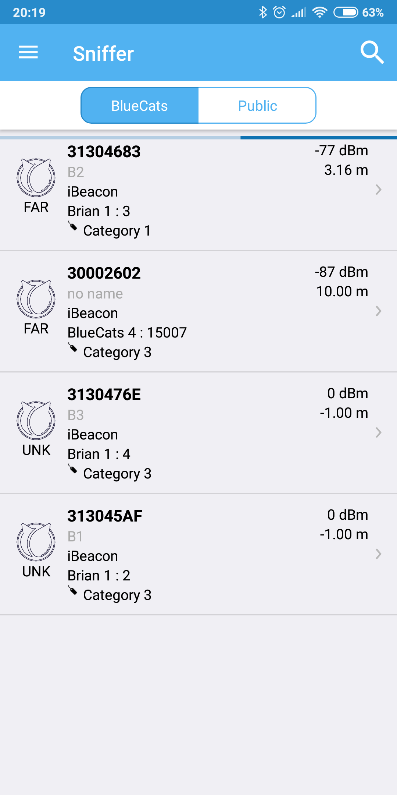 20:19
63%
Sniffer
BlueCats
Public
31304683
-77 dBm
B2
3.16 m
iBeacon
FAR
Brian 1 : 3
Category 1
30002602
-87 dBm
no name
10.00 m
iBeacon
FAR
BlueCats 4 : 15007
Category 3
3130476E
0 dBm
B3
-1.00 m
iBeacon
UNK
Brian 1 : 4
Category 3
313045AF
0 dBm
B1
-1.00 m
iBeacon
UNK
Brian 1 : 2
Category 3